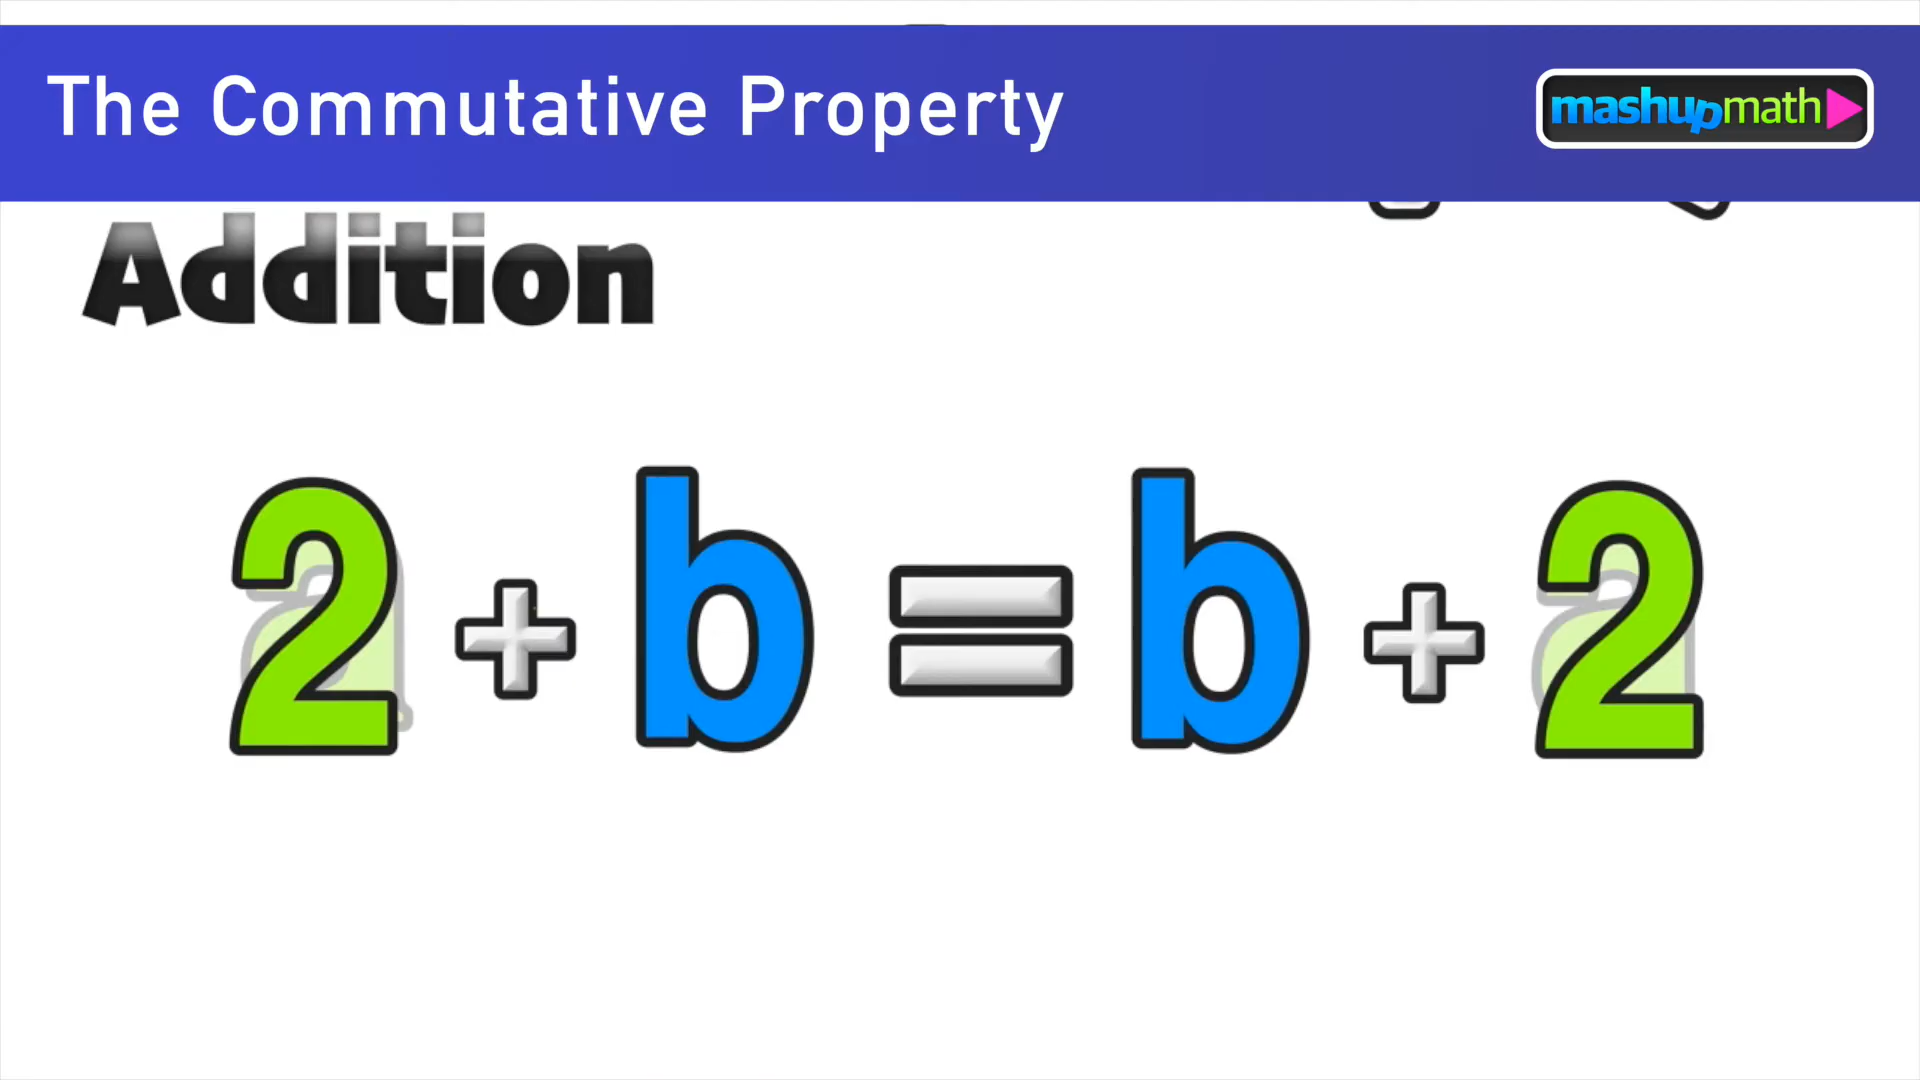 The Commutative Property
mashupmath
Addition
2 + b = b + 2